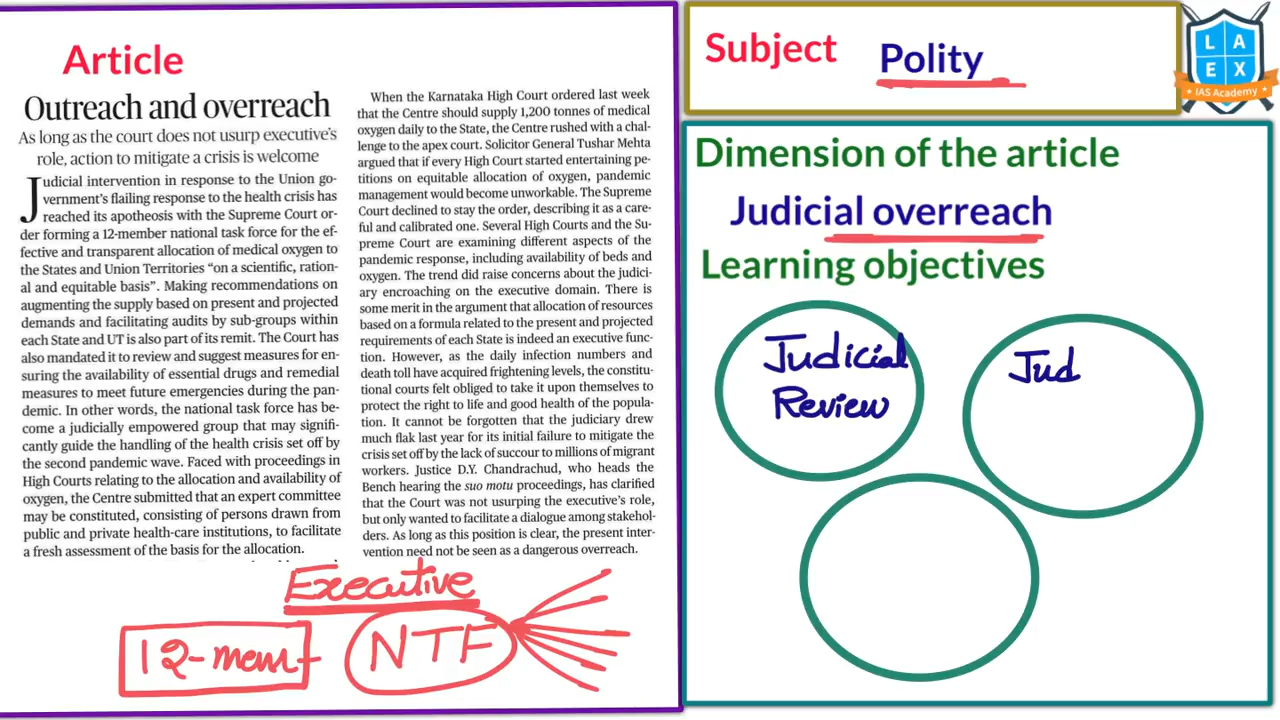 Article
Outreach and overreach
As long as the court does not usurp executive's
role, action to mitigate a crisis is welcome
Judicial intervention in response to the Union go-
vernment's flailing response to the health crisis has
reached its apotheosis with the Supreme Court or-
der forming a 12-member national task force for the ef-
fective and transparent allocation of medical oxygen to
the States and Union Territories “on a scientific, ration-
al and equitable basis”. Making recommendations on
augmenting the supply based on present and projected
demands and facilitating audits by sub-groups within
each State and UT is also part of its remit. The Court has
also mandated it to review and suggest measures for en-
suring the availability of essential drugs and remedial
measures to meet future emergencies during the pan-
demic. In other words, the national task force has be-
come a judicially empowered group that may signifi-
cantly guide the handling of the health crisis set off by
the second pandemic wave. Faced with proceedings in
High Courts relating to the allocation and availability of
oxygen, the Centre submitted that an expert committee
may be constituted, consisting of persons drawn from
public and private health-care institutions, to facilitate
a fresh assessment of the basis for the allocation.
When the Karnataka High Court ordered last week
that the Centre should supply 1,200 tonnes of medical
oxygen daily to the State, the Centre rushed with a chal-
lenge to the apex court. Solicitor General Tushar Mehta
argued that if every High Court started entertaining pe-
titions on equitable allocation of oxygen, pandemic
management would become unworkable. The Supreme
Court declined to stay the order, describing it as a care-
ful and calibrated one. Several High Courts and the Su-
preme Court are examining different aspects of the
pandemic response, including availability of beds and
oxygen. The trend did raise concerns about the judici-
ary encroaching on the executive domain. There is
some merit in the argument that allocation of resources
based on a formula related to the present and projected
requirements of each State is indeed an executive func-
tion. However, as the daily infection numbers and
death toll have acquired frightening levels, the constitu-
tional courts felt obliged to take it upon themselves to
protect the right to life and good health of the popula-
tion. It cannot be forgotten that the judiciary drew
much flak last year for its initial failure to mitigate the
crisis set off by the lack of succour to millions of migrant
workers. Justice D.Y. Chandrachud, who heads the
Bench hearing the suo motu proceedings, has clarified
that the Court was not usurping the executive's role,
but only wanted to facilitate a dialogue among stakehol-
ders. As long as this position is clear, the present inter-
vention need not be seen as a dangerous overreach.
Executive
12-mem
NTF
Subject Polity
LAEX
IAS Academy
Dimension of the article
Judicial overreach
Learning objectives
Judicial
Review
Jud